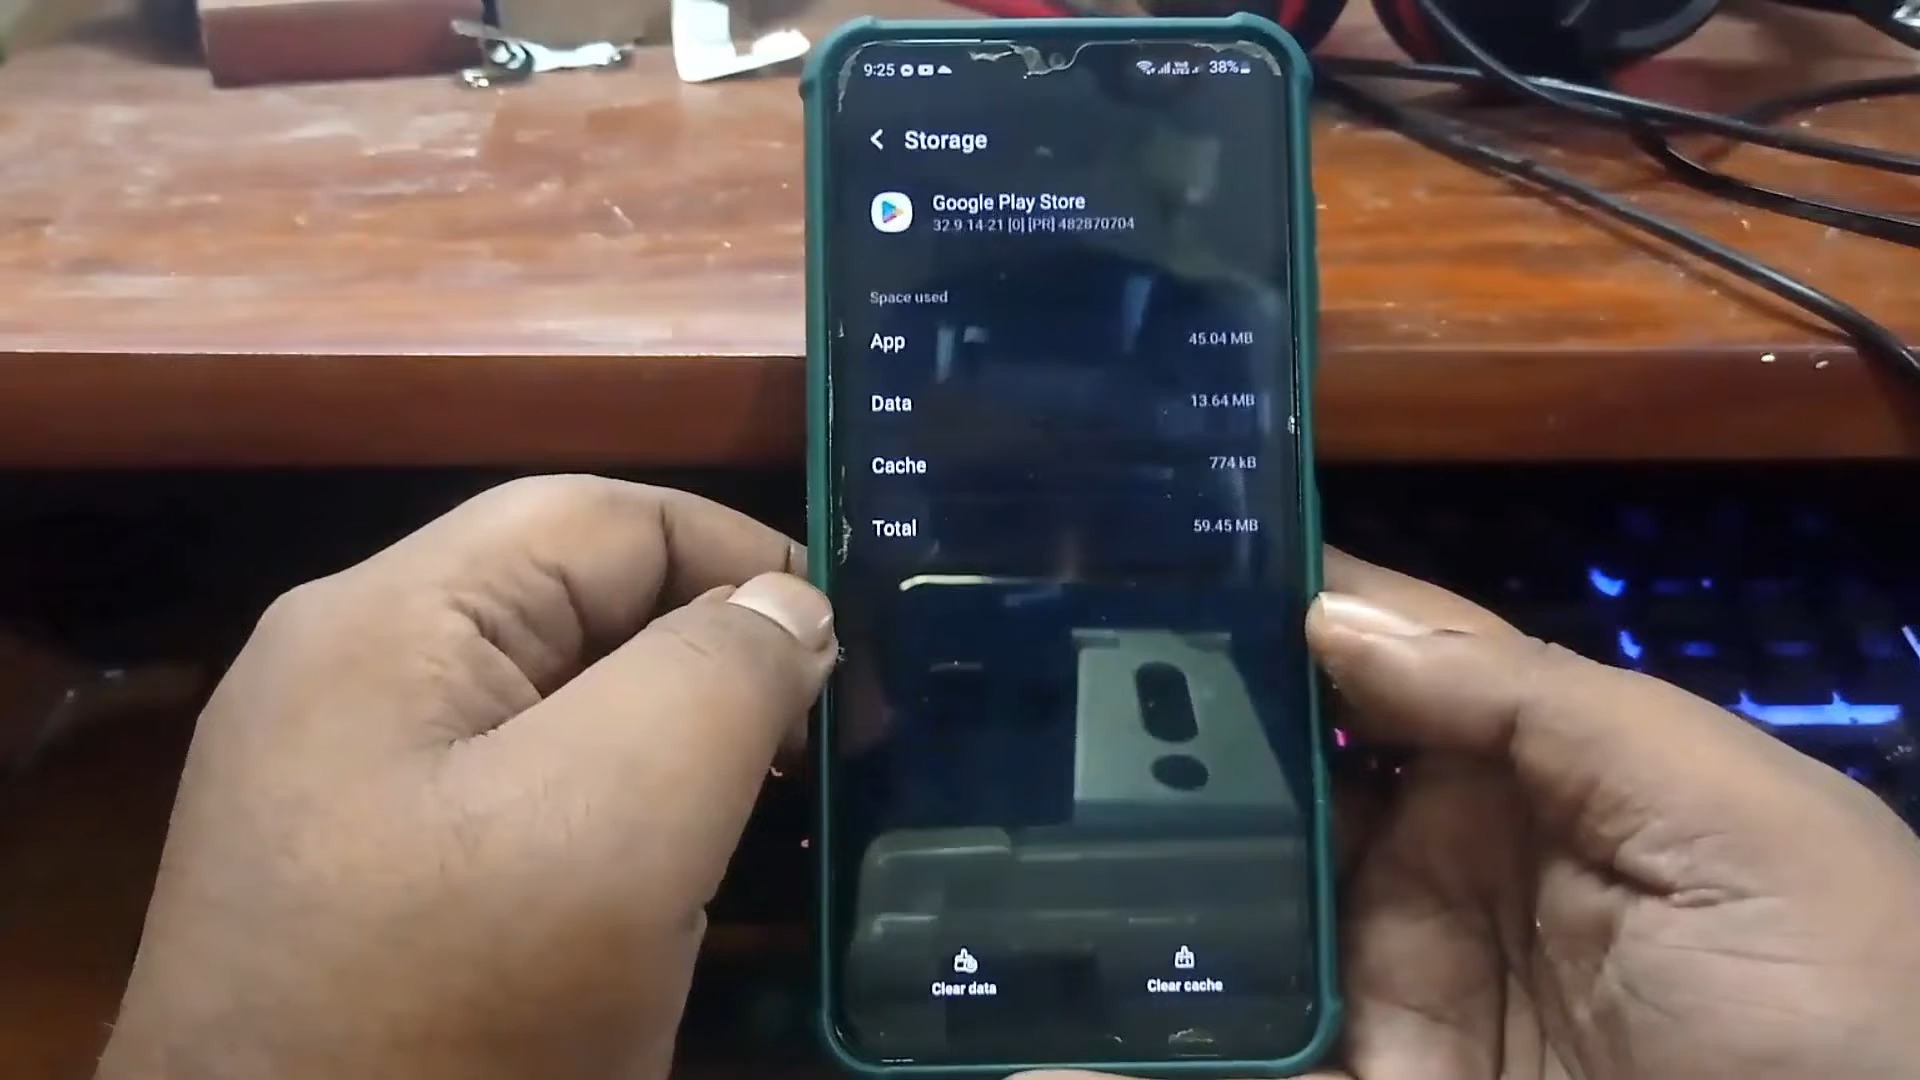 9:25
38%
Storage
Google Play Store
32.9.14-21 [0] [PR] 482870704
Space used
App 45.04 MB
Data 13.64 MB
Cache 774 kB
Total 59.45 MB
Clear data
Clear cache